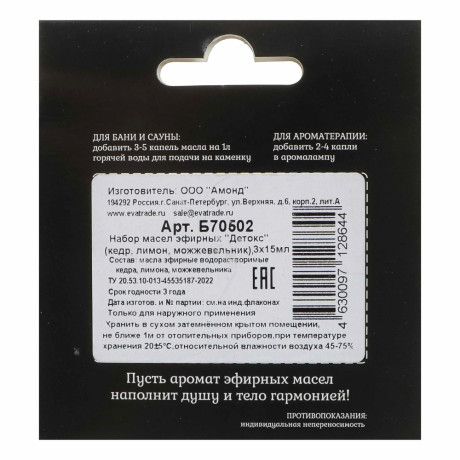 ДЛЯ БАНИ И САУНЫ:
добавить 3-5 капель масла на 1л
горячей воды для подачи на каменку
ДЛЯ АРОМАТЕРАПИИ:
добавить 2-4 капли
в аромалампу
Изготовитель: ООО "Амонд"
194292 Россия.г.Санкт-Петербург. ул.Верхняя, д.6, корп.2, лит.А
www.evatrade.ru sale@evatrade.ru
Арт. Б70502
Набор масел эфирных "Детокс"
(кедр, лимон, можжевельник),3х15мл
Состав: масла эфирные водорастворимые
кедра, лимона, можжевельника
ТУ 20.53.10-013-45535187-2022
Срок годности 3 года
Дата изготов. и № партии: см.на инд.флаконах
Только для наружного применения
Хранить в сухом затемнённом крытом помещении,
не ближе 1м от отопительных приборов,при температуре
хранения 20±5°С,относительной влажности воздуха 45-75%
ЕАС
4 630097 128644
Пусть аромат эфирных масел
наполнит душу и тело гармонией!
ПРОТИВОПОКАЗАНИЯ:
индивидуальная непереносимость